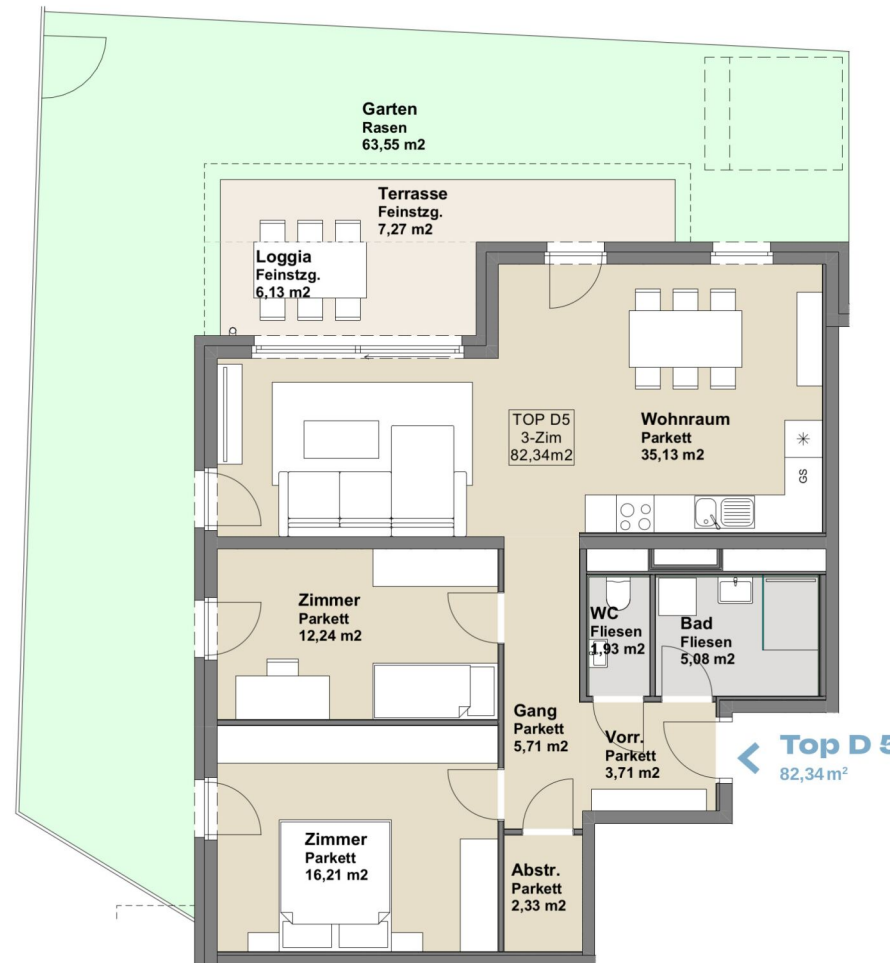 Garten
Rasen
63,55 m2
Terrasse
Feinstzg.
7,27 m2
Loggia
Feinstzg.
6,13 m2
TOP D5
3-Zim
82,34m2
Wohnraum
Parkett
35,13 m2
GS
Zimmer
Parkett
12,24 m2
WC
Fliesen
1,93 m2
Bad
Fliesen
5,08 m2
Gang
Parkett
5,71 m2
Vorr.
Parkett
3,71 m2
Top D 5
82,34 m²
Zimmer
Parkett
16,21 m2
Abstr.
Parkett
2,33 m2